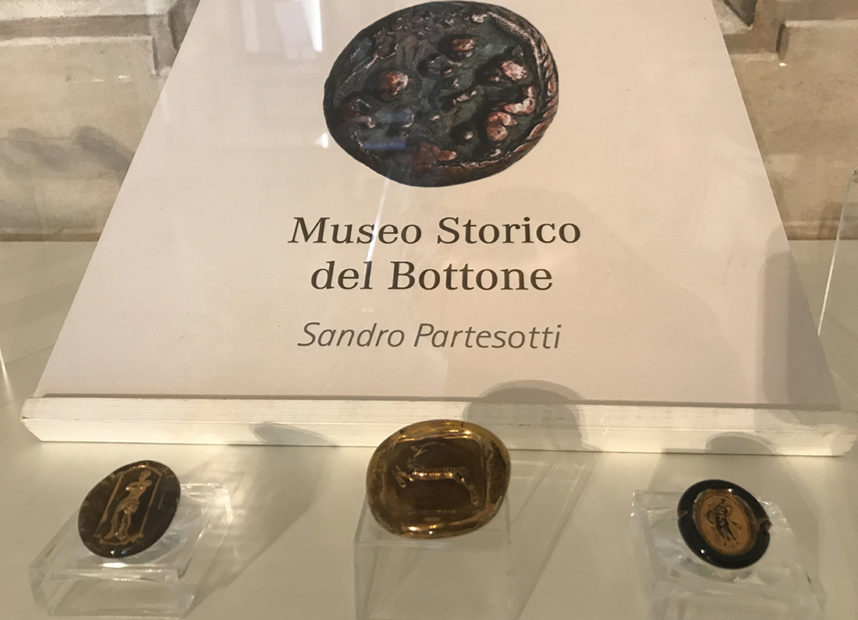 Museo Storico
del Bottone
Sandro Partesotti